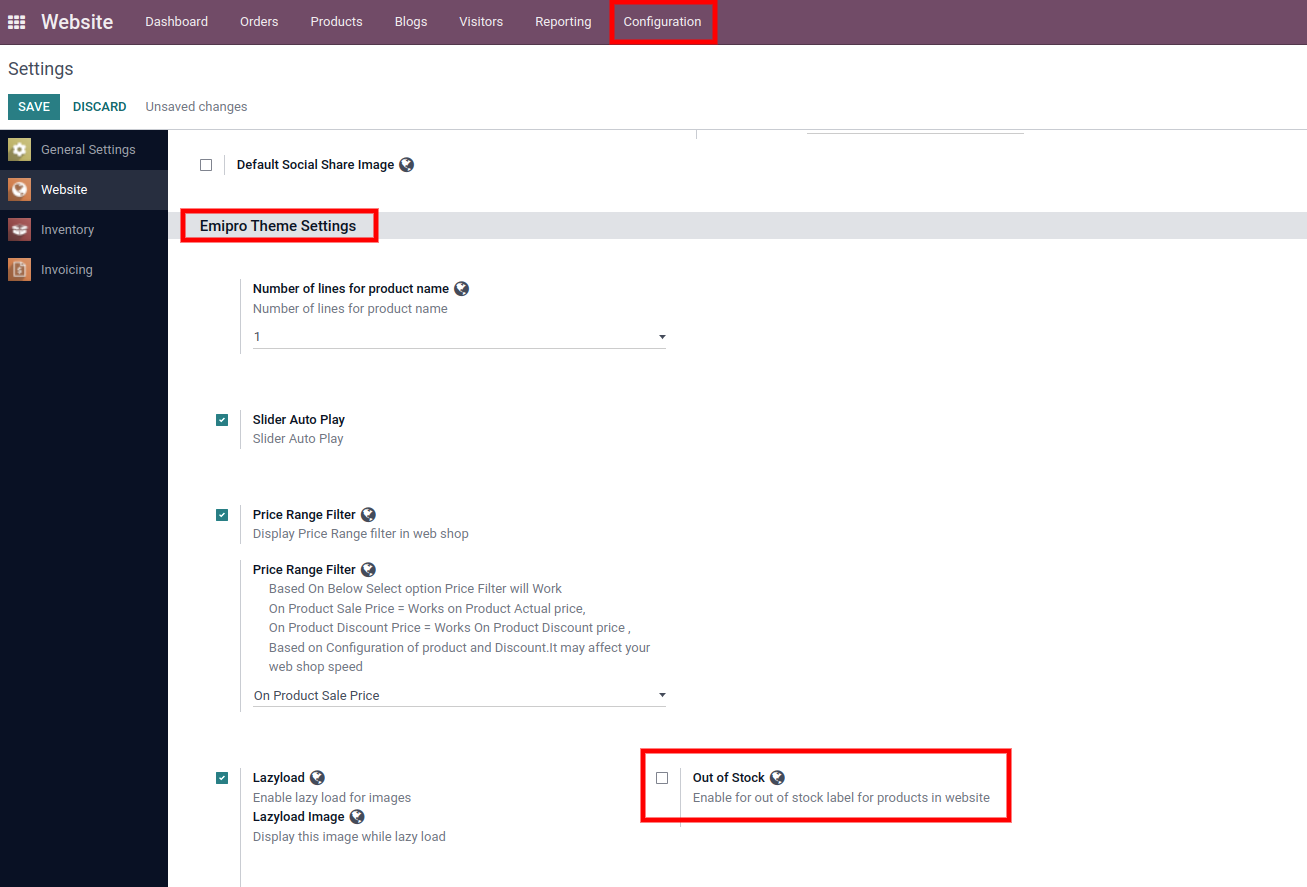 Website Dashboard Orders Products Blogs Visitors Reporting Configuration
Settings
SAVE DISCARD Unsaved changes
General Settings
Website
Inventory
Invoicing
Default Social Share Image
Emipro Theme Settings
Number of lines for product name
Number of lines for product name
1
Slider Auto Play
Slider Auto Play
Price Range Filter
Display Price Range filter in web shop
Price Range Filter
Based On Below Select option Price Filter will Work
On Product Sale Price = Works on Product Actual price,
On Product Discount Price = Works On Product Discount price ,
Based on Configuration of product and Discount.It may affect your
web shop speed
On Product Sale Price
Lazyload
Enable lazy load for images
Lazyload Image
Display this image while lazy load
Out of Stock
Enable for out of stock label for products in website